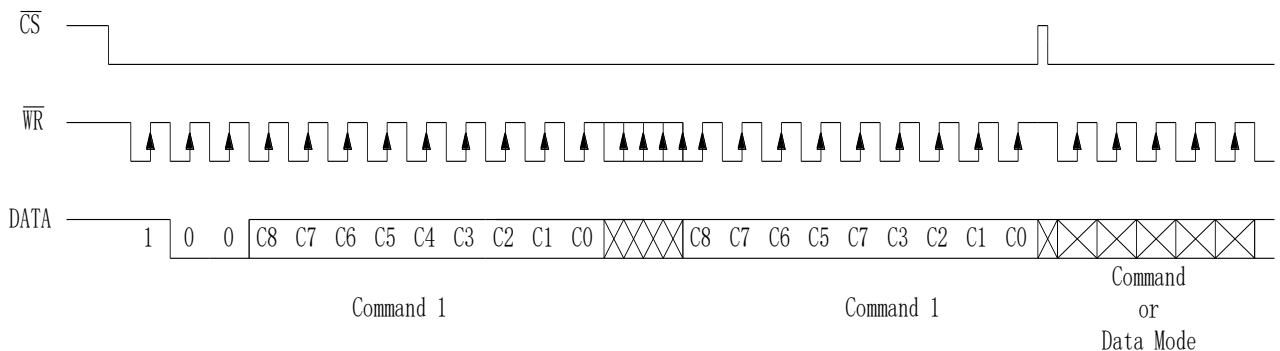 CS
WR
DATA
1 0 0 C8 C7 C6 C5 C4 C3 C2 C1 C0 C8 C7 C6 C5 C7 C3 C2 C1 C0
Command 1
Command 1
Command
or
Data Mode